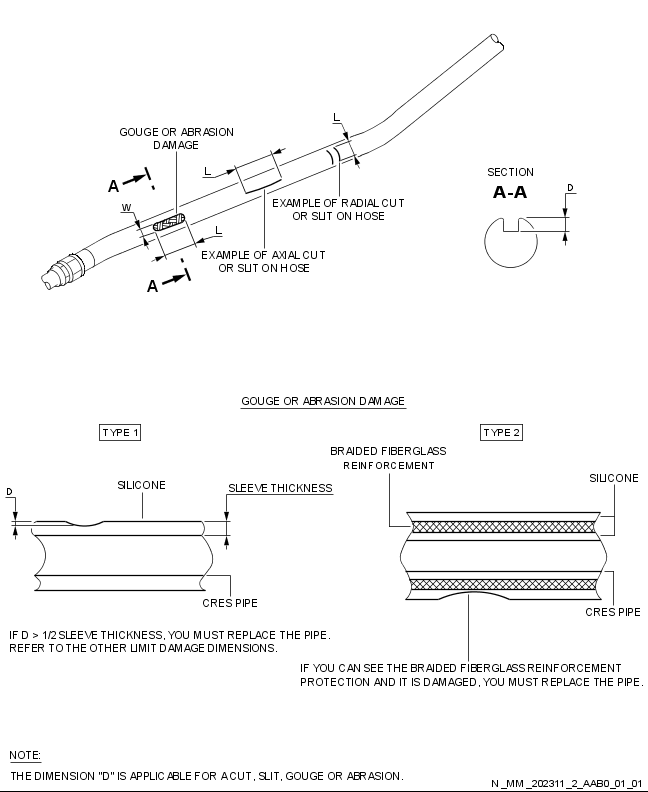 GOUGE OR ABRASION
DAMAGE
A
W
L
L
L
EXAMPLE OF RADIAL CUT
OR SLIT ON HOSE
EXAMPLE OF AXIAL CUT
OR SLIT ON HOSE
A
SECTION
A-A
D
GOUGE OR ABRASION DAMAGE
TYPE 1
D
SILICONE
SLEEVE THICKNESS
CRES PIPE
IF D > 1/2 SLEEVE THICKNESS, YOU MUST REPLACE THE PIPE.
REFER TO THE OTHER LIMIT DAMAGE DIMENSIONS.
TYPE 2
BRAIDED FIBERGLASS
REINFORCEMENT
SILICONE
CRES PIPE
IF YOU CAN SEE THE BRAIDED FIBERGLASS REINFORCEMENT
PROTECTION AND IT IS DAMAGED, YOU MUST REPLACE THE PIPE.
NOTE:
THE DIMENSION "D" IS APPLICABLE FOR A CUT, SLIT, GOUGE OR ABRASION.
N_MM_202311_2_AAB0_01_01